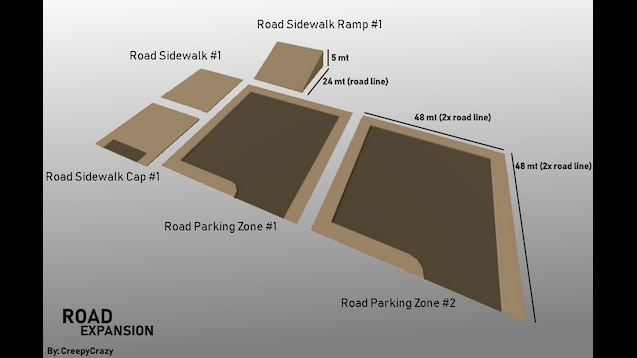 Road Sidewalk Ramp #1
Road Sidewalk #1
5 mt
24 mt (road line)
48 mt (2x road line)
48 mt (2x road line)
Road Sidewalk Cap #1
Road Parking Zone #1
Road Parking Zone #2
ROAD
EXPANSION
By: CreepyCrazy